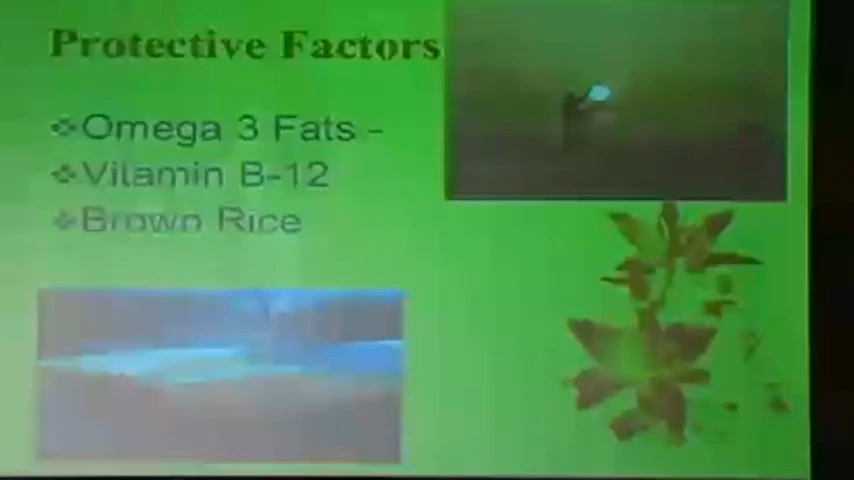 Protective Factors
Omega 3 Fats -
Vitamin B-12
Brown Rice